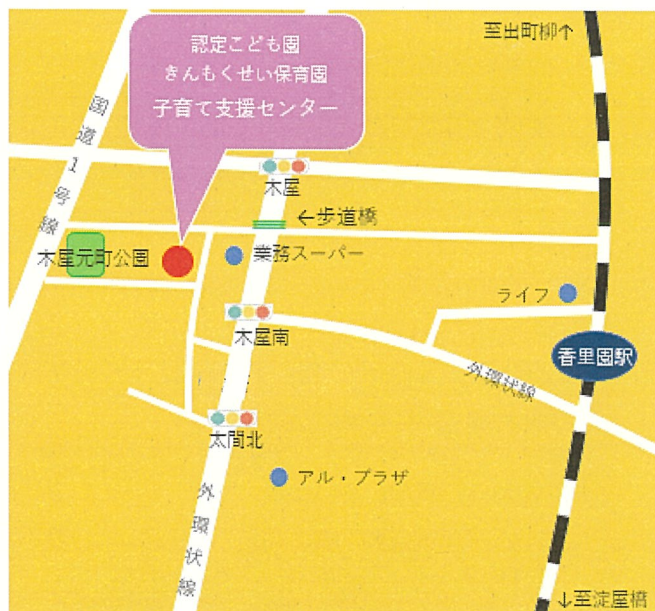 至出町柳↑
認定こども園
きんもくせい保育園
子育て支援センター
国道1号線
木屋
←歩道橋
木屋元町公園
業務スーパー
ライフ
木屋南
香里園駅
外環状線
太間北
アル・プラザ
外環状線
↓至淀屋橋